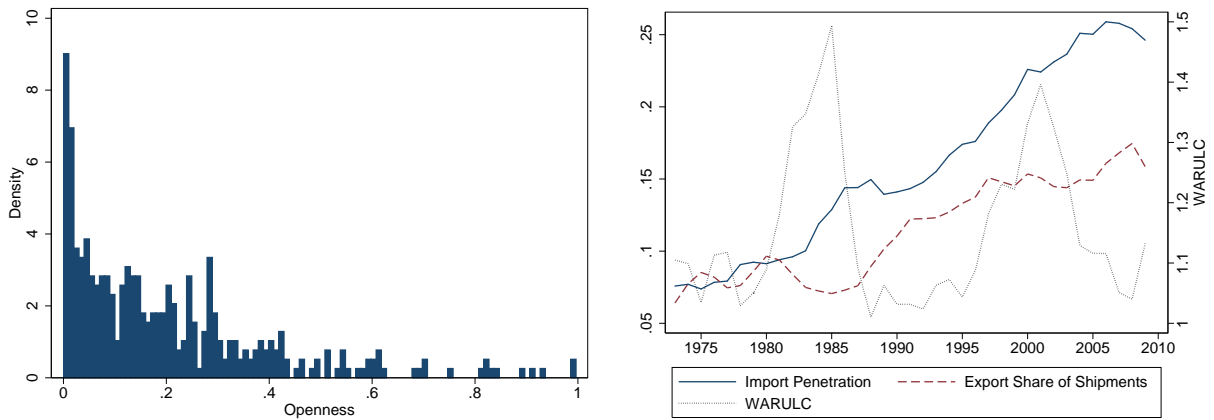 10
8
6
4
2
0
Density
0 .2 .4 .6 .8 1
Openness
.25
.2
.15
.1
.05
1.5
1.4
1.3
1.2
1.1
1
WARULC
1975 1980 1985 1990 1995 2000 2005 2010
Import Penetration Export Share of Shipments
WARULC